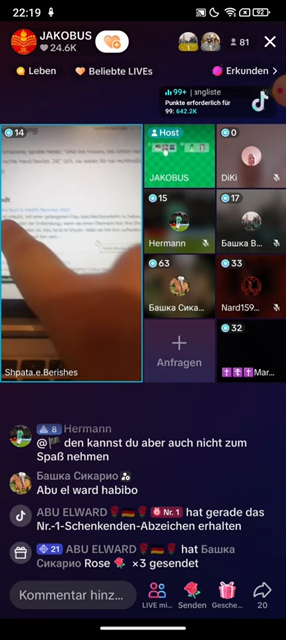 22:19
92
JAKOBUS
24.6K
81
Leben
Beliebte LIVEs
Erkunden
99+
ıngliste
Punkte erforderlich für
99: 642.2K
14
Host
JAKOBUS
0
DiKi
15
Hermann
17
Башка В...
63
Башка Сика...
33
Nard159...
Anfragen
32
Mar...
Shpata.e.Berishes
8 Hermann
@🏴 den kannst du aber auch nicht zum
Spaß nehmen
Башка Сикарио
Abu el ward habibo
ABU ELWARD🌹🇩🇪🌹 Nr. 1 hat gerade das
Nr.-1-Schenkenden-Abzeichen erhalten
21 ABU ELWARD🌹🇩🇪🌹 hat Башка
Сикарио Rose 🌹 ×3 gesendet
Kommentar hinz...
LIVE mi...
Senden
Gesche...
20